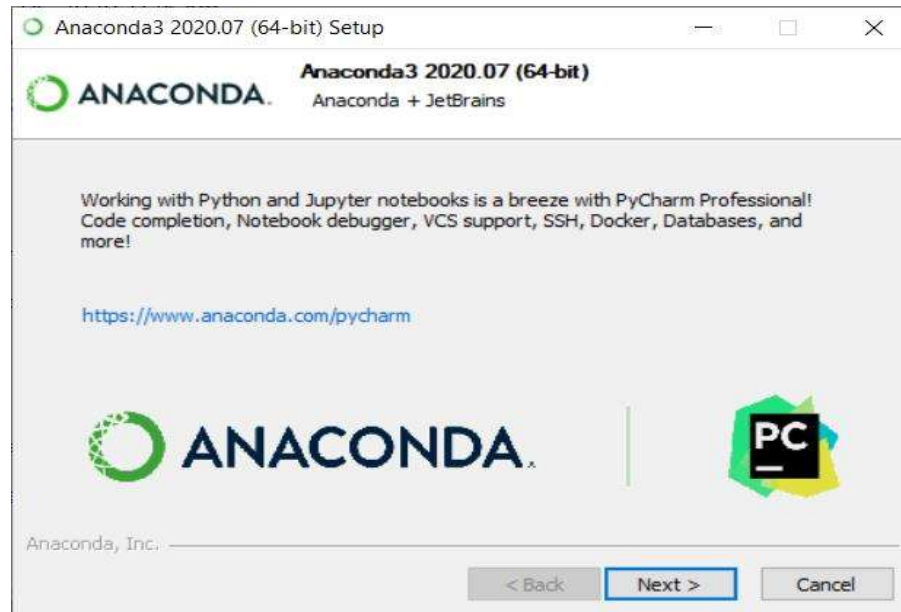 Anaconda3 2020.07 (64-bit) Setup
ANACONDA.
Anaconda3 2020.07 (64-bit)
Anaconda + JetBrains
Working with Python and Jupyter notebooks is a breeze with PyCharm Professional!
Code completion, Notebook debugger, VCS support, SSH, Docker, Databases, and
more!
https://www.anaconda.com/pycharm
ANACONDA.
PC
Anaconda, Inc.
< Back
Next >
Cancel